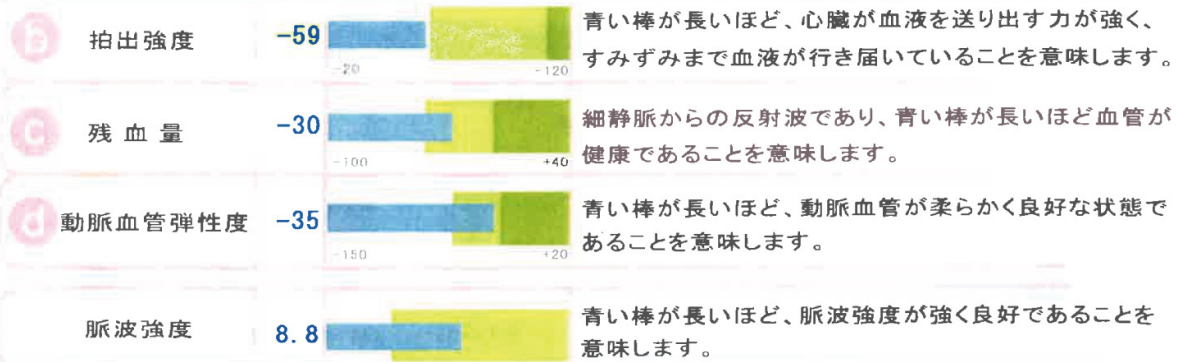 b 拍出強度 -59 -20 -120
青い棒が長いほど、心臓が血液を送り出す力が強く、
すみずみまで血液が行き届いていることを意味します。
c 残血量 -30 -100 +40
細静脈からの反射波であり、青い棒が長いほど血管が
健康であることを意味します。
d 動脈血管弾性度 -35 -150 +20
青い棒が長いほど、動脈血管が柔らかく良好な状態で
あることを意味します。
脈波強度 8.8
青い棒が長いほど、脈波強度が強く良好であることを
意味します。